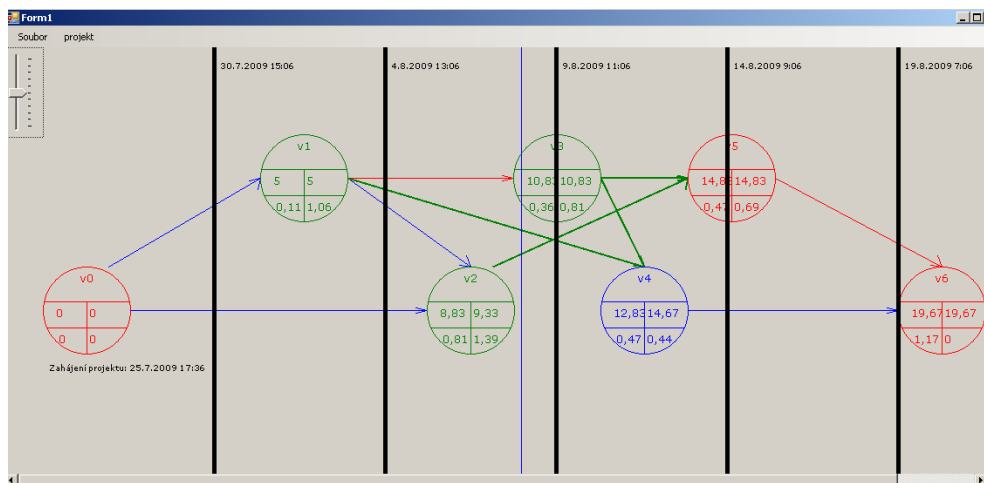 Form1
Soubor projekt
30.7.2009 15:06
4.8.2009 13:06
9.8.2009 11:06
14.8.2009 9:06
19.8.2009 7:06
v1
5 5
0,11 1,06
v3
10,83 10,83
0,36 0,81
v5
14,83 14,83
0,47 0,69
v0
0 0
0 0
v2
8,83 9,33
0,81 1,39
v4
12,83 14,67
0,47 0,44
v6
19,67 19,67
1,17 0
Zahájení projektu: 25.7.2009 17:36